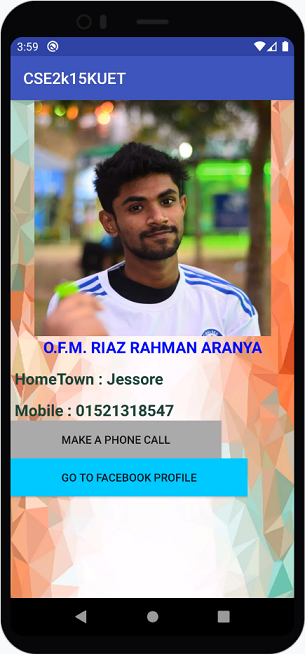 3:59
CSE2k15KUET
O.F.M. RIAZ RAHMAN ARANYA
HomeTown : Jessore
Mobile : 01521318547
MAKE A PHONE CALL
GO TO FACEBOOK PROFILE